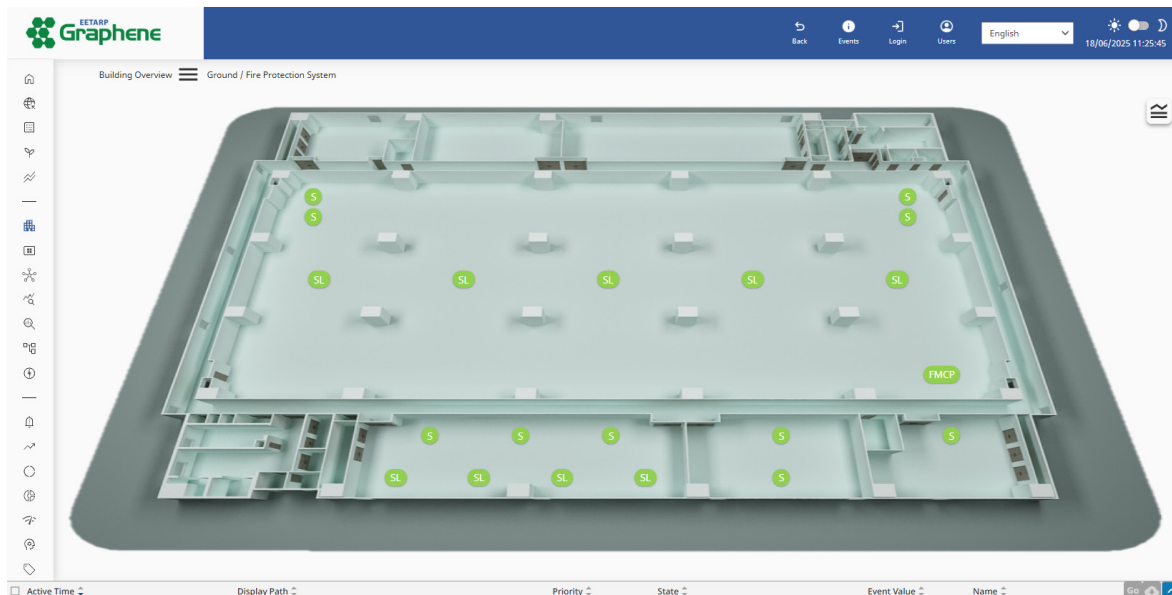 EETARP
Graphene
Back
Events
Login
Users
English
18/06/2025 11:25:45
Building Overview Ground / Fire Protection System
S S
S S
SL SL SL SL SL
FMCP
S S S S S
SL SL SL SL S
Active Time Display Path Priority State Event Value Name Go